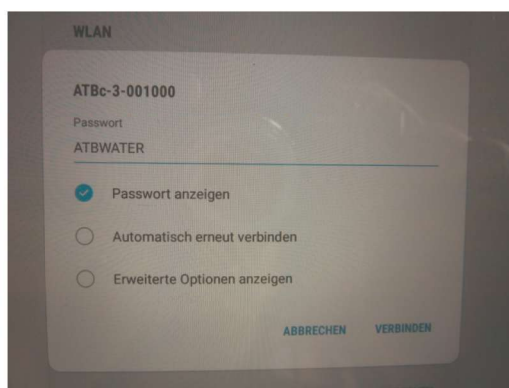 WLAN
ATBc-3-001000
Passwort
ATBWATER
Passwort anzeigen
Automatisch erneut verbinden
Erweiterte Optionen anzeigen
ABBRECHEN VERBINDEN